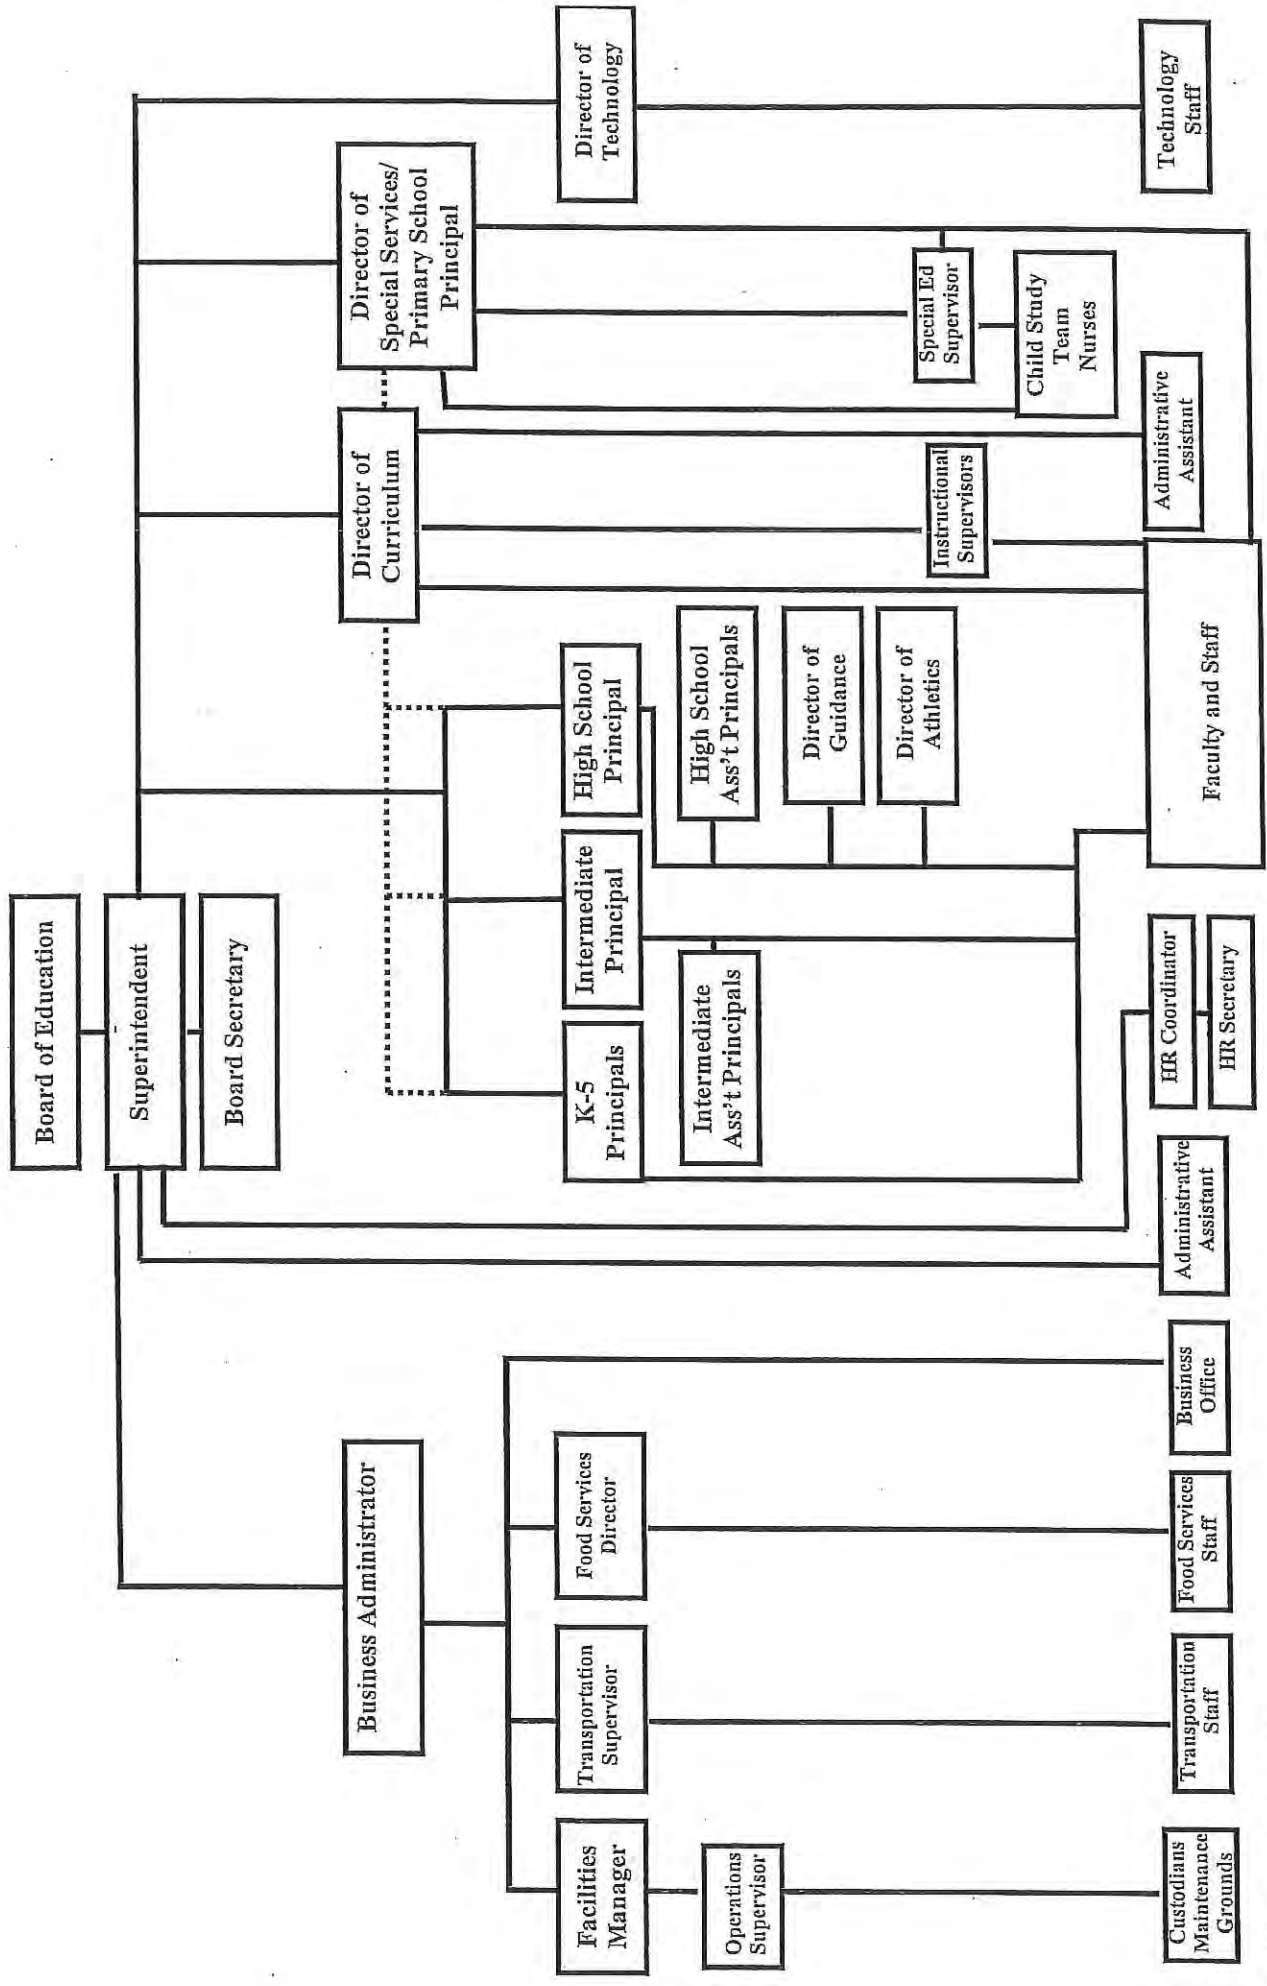 Board of Education
Superintendent
Board Secretary
Business Administrator
Director of
Curriculum
Director of
Special Services/
Primary School
Principal
Facilities
Manager
Transportation
Supervisor
Food Services
Director
K-5
Principals
Intermediate
Principal
High School
Principal
Director of
Technology
Operations
Supervisor
Intermediate
Ass't Principals
High School
Ass't Principals
Director of
Guidance
Director of
Athletics
Instructional
Supervisors
Special Ed
Supervisor
Child Study
Team
Nurses
Custodians
Maintenance
Grounds
Transportation
Staff
Food Services
Staff
Business
Office
Administrative
Assistant
HR Coordinator
HR Secretary
Faculty and Staff
Administrative
Assistant
Technology
Staff